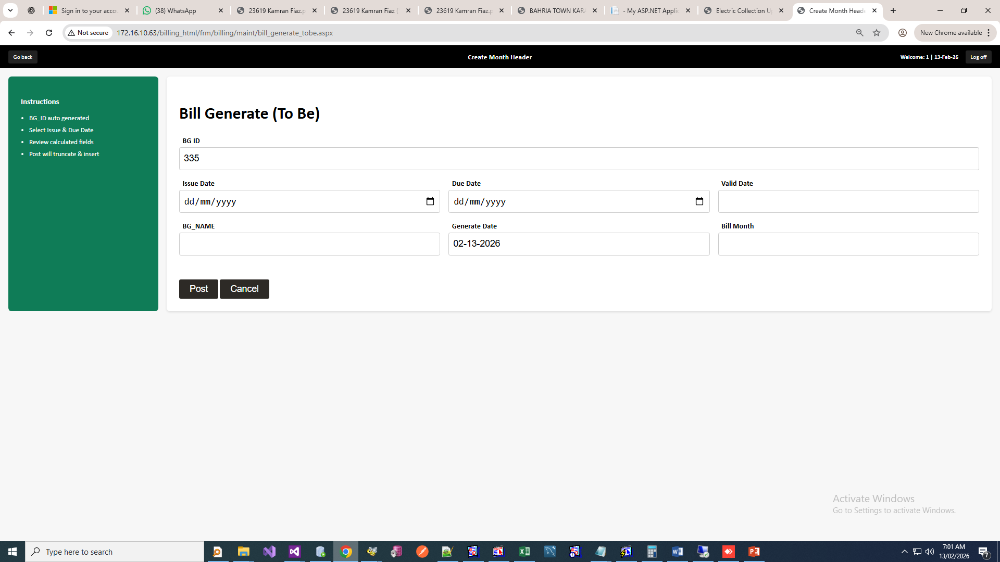 Sign in to your accou
(38) WhatsApp
23619 Kamran Fiaz.p
23619 Kamran Fiaz (
23619 Kamran Fiaz.p
BAHRIA TOWN KARA
- My ASP.NET Applic
Electric Collection U
Create Month Heade
Not secure
172.16.10.63/billing_html/frm/billing/maint/bill_generate_tobe.aspx
New Chrome available
Go back
Create Month Header
Welcome: 1 | 13-Feb-26
Log off
Instructions
• BG_ID auto generated
• Select Issue & Due Date
• Review calculated fields
• Post will truncate & insert
Bill Generate (To Be)
BG ID
335
Issue Date
Due Date
Valid Date
dd/mm/yyyy
dd/mm/yyyy
BG_NAME
Generate Date
Bill Month
02-13-2026
Post
Cancel
Activate Windows
Go to Settings to activate Windows.
Type here to search
7:01 AM
13/02/2026
7